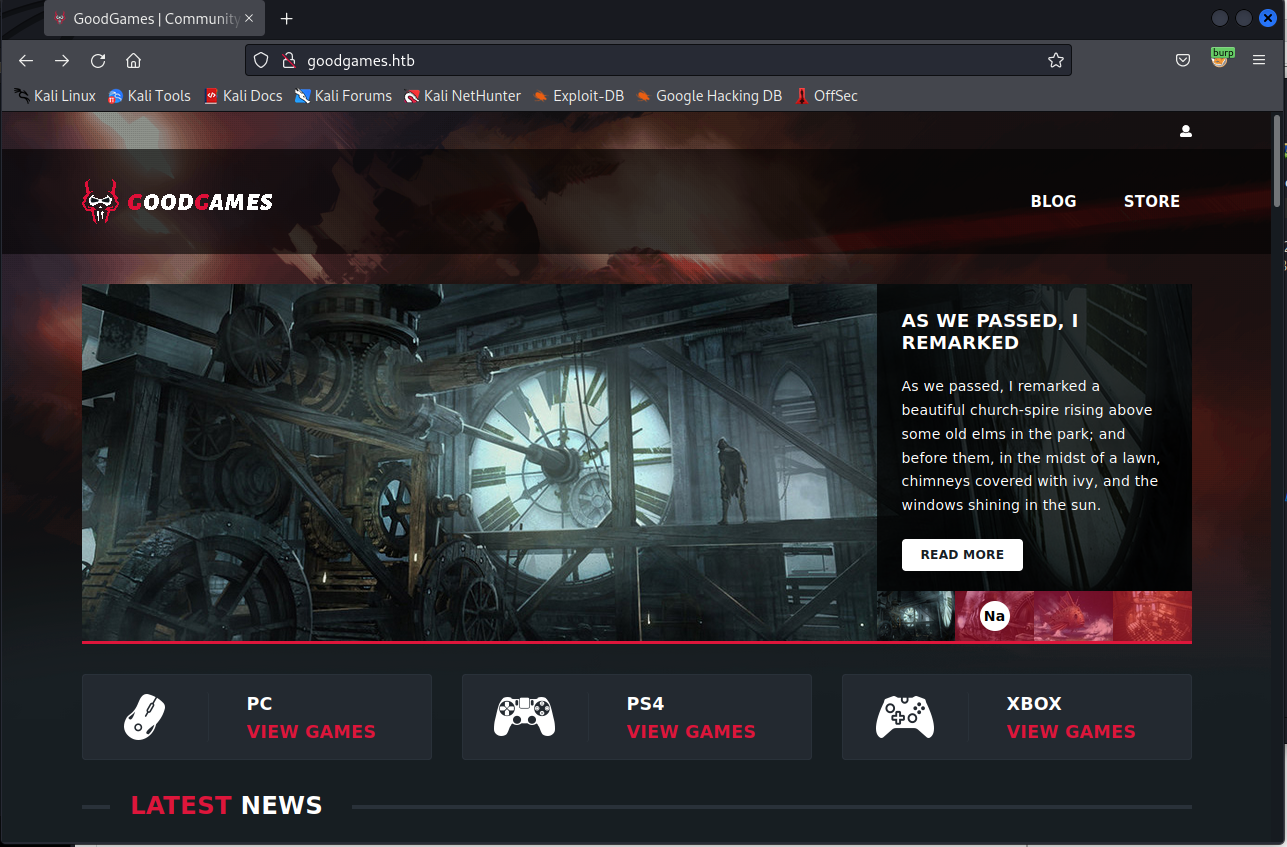 GoodGames | Community
goodgames.htb
burp
Kali Linux Kali Tools Kali Docs Kali Forums Kali NetHunter Exploit-DB Google Hacking DB OffSec
GOODGAMES
BLOG STORE
AS WE PASSED, I
REMARKED
As we passed, I remarked a
beautiful church-spire rising above
some old elms in the park; and
before them, in the midst of a lawn,
chimneys covered with ivy, and the
windows shining in the sun.
READ MORE
Na
PC
VIEW GAMES
PS4
VIEW GAMES
XBOX
VIEW GAMES
LATEST NEWS